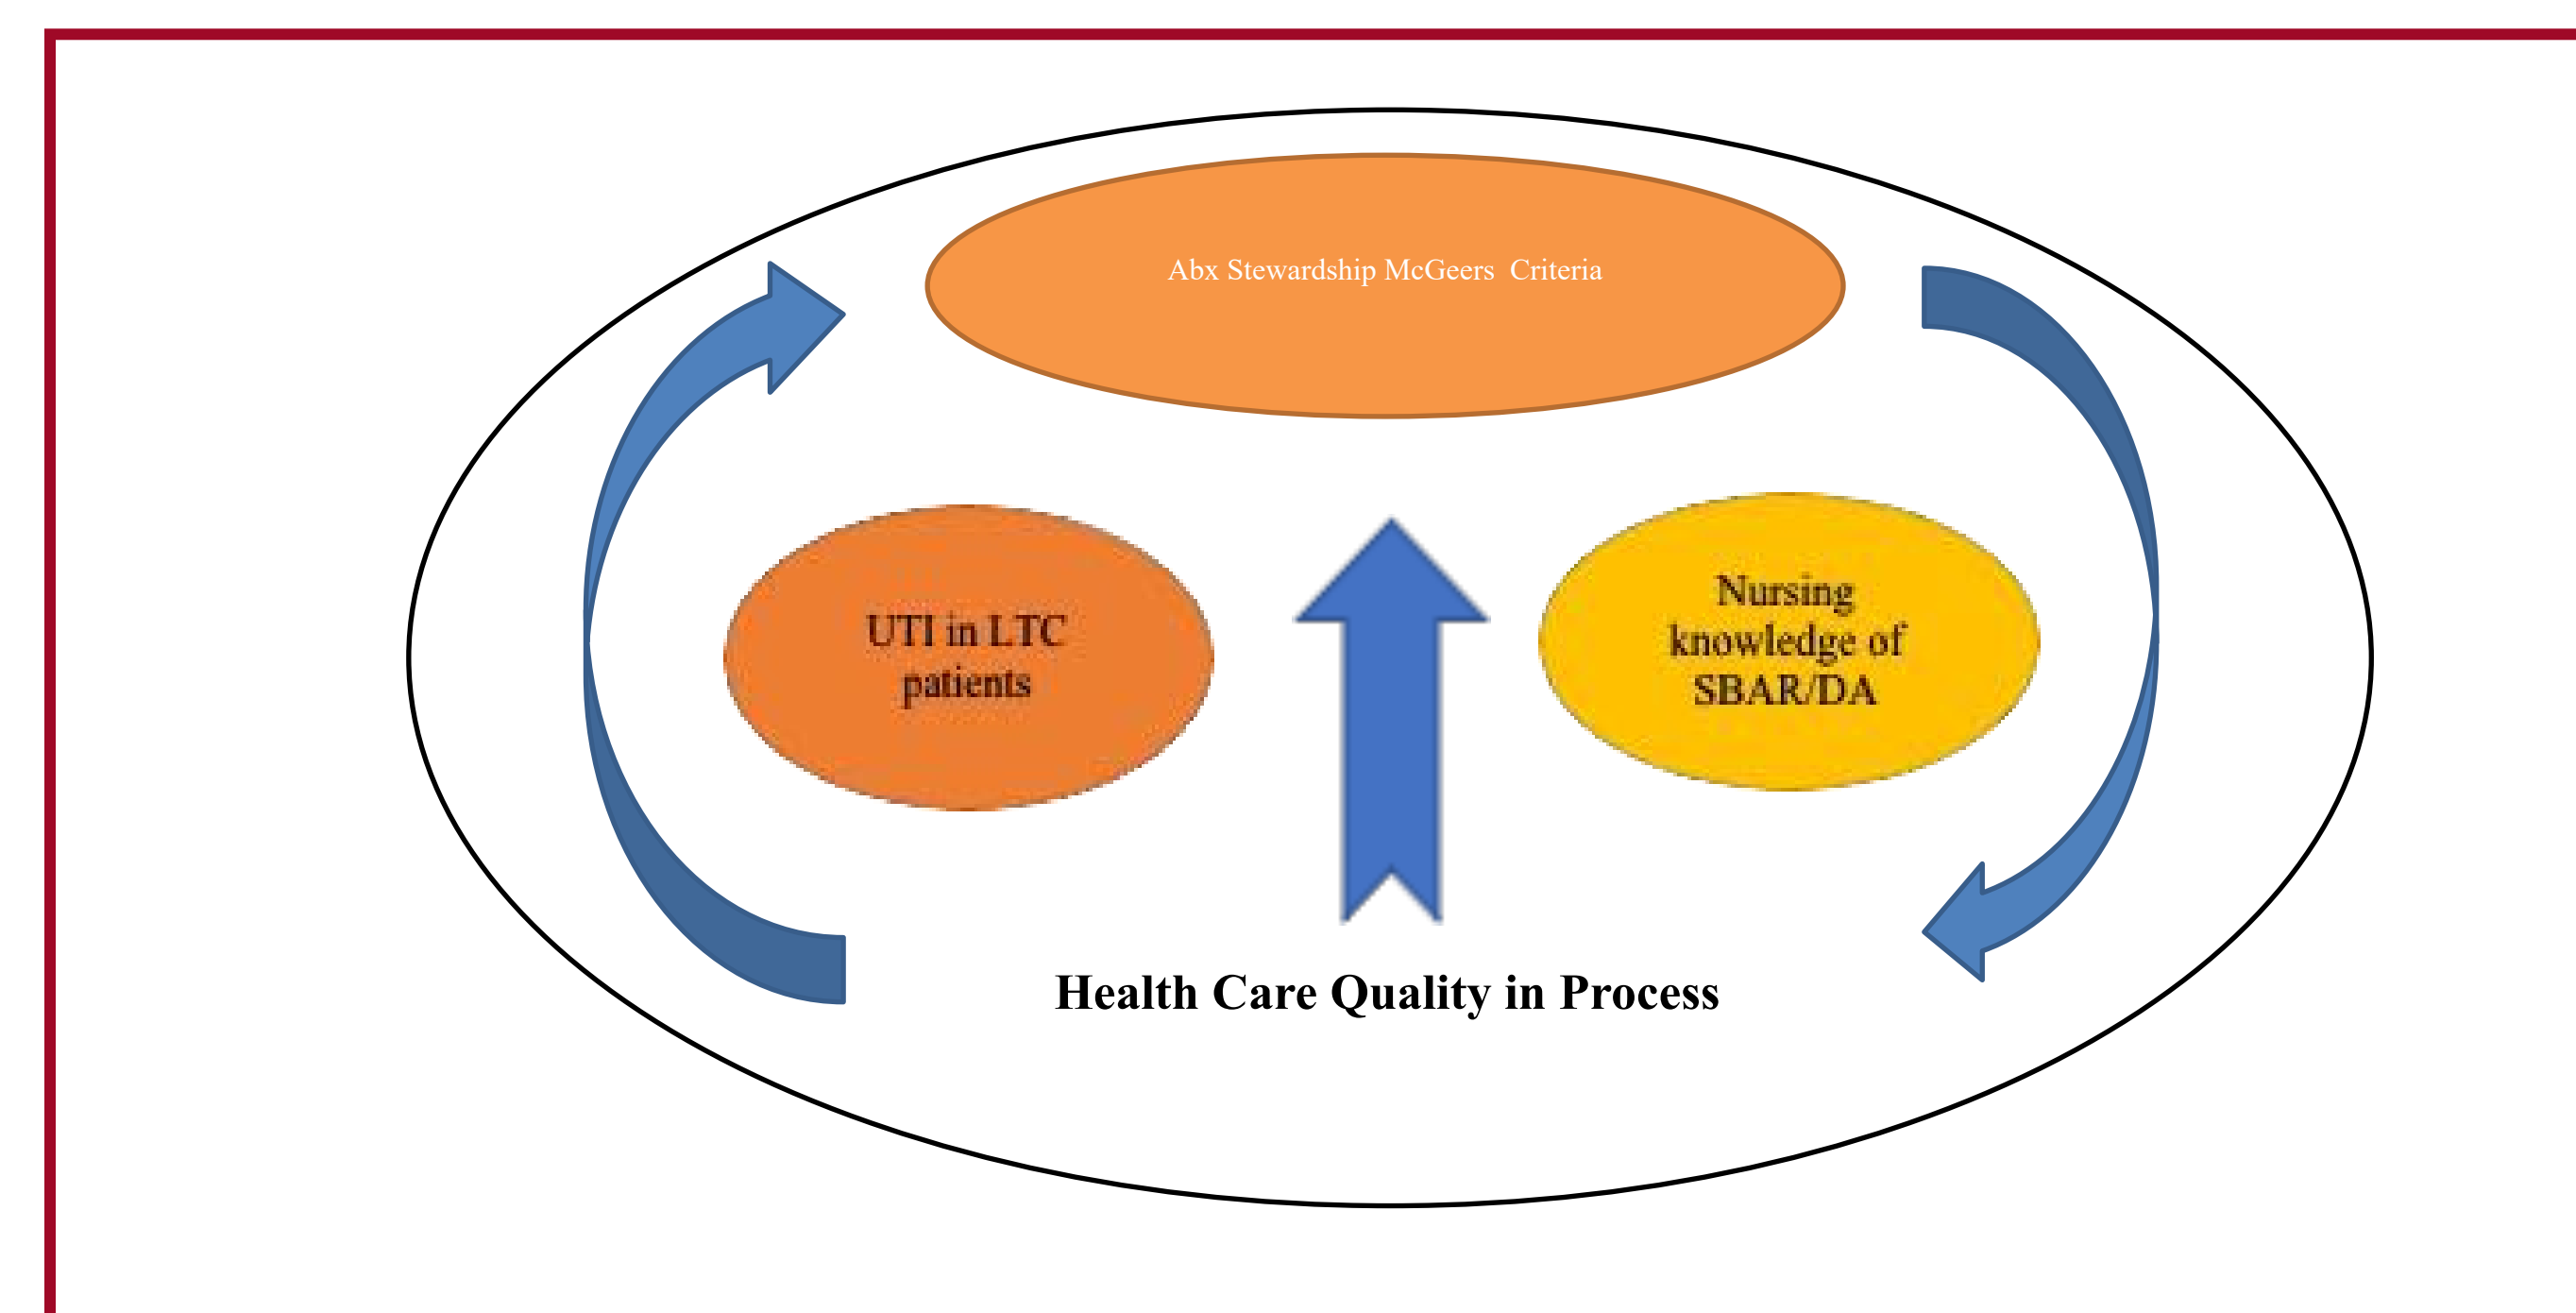 Abx Stewardship McGeers  Criteria
UTI in LTC
patients
Nursing
knowledge of
SBAR/DA
Health Care Quality in Process